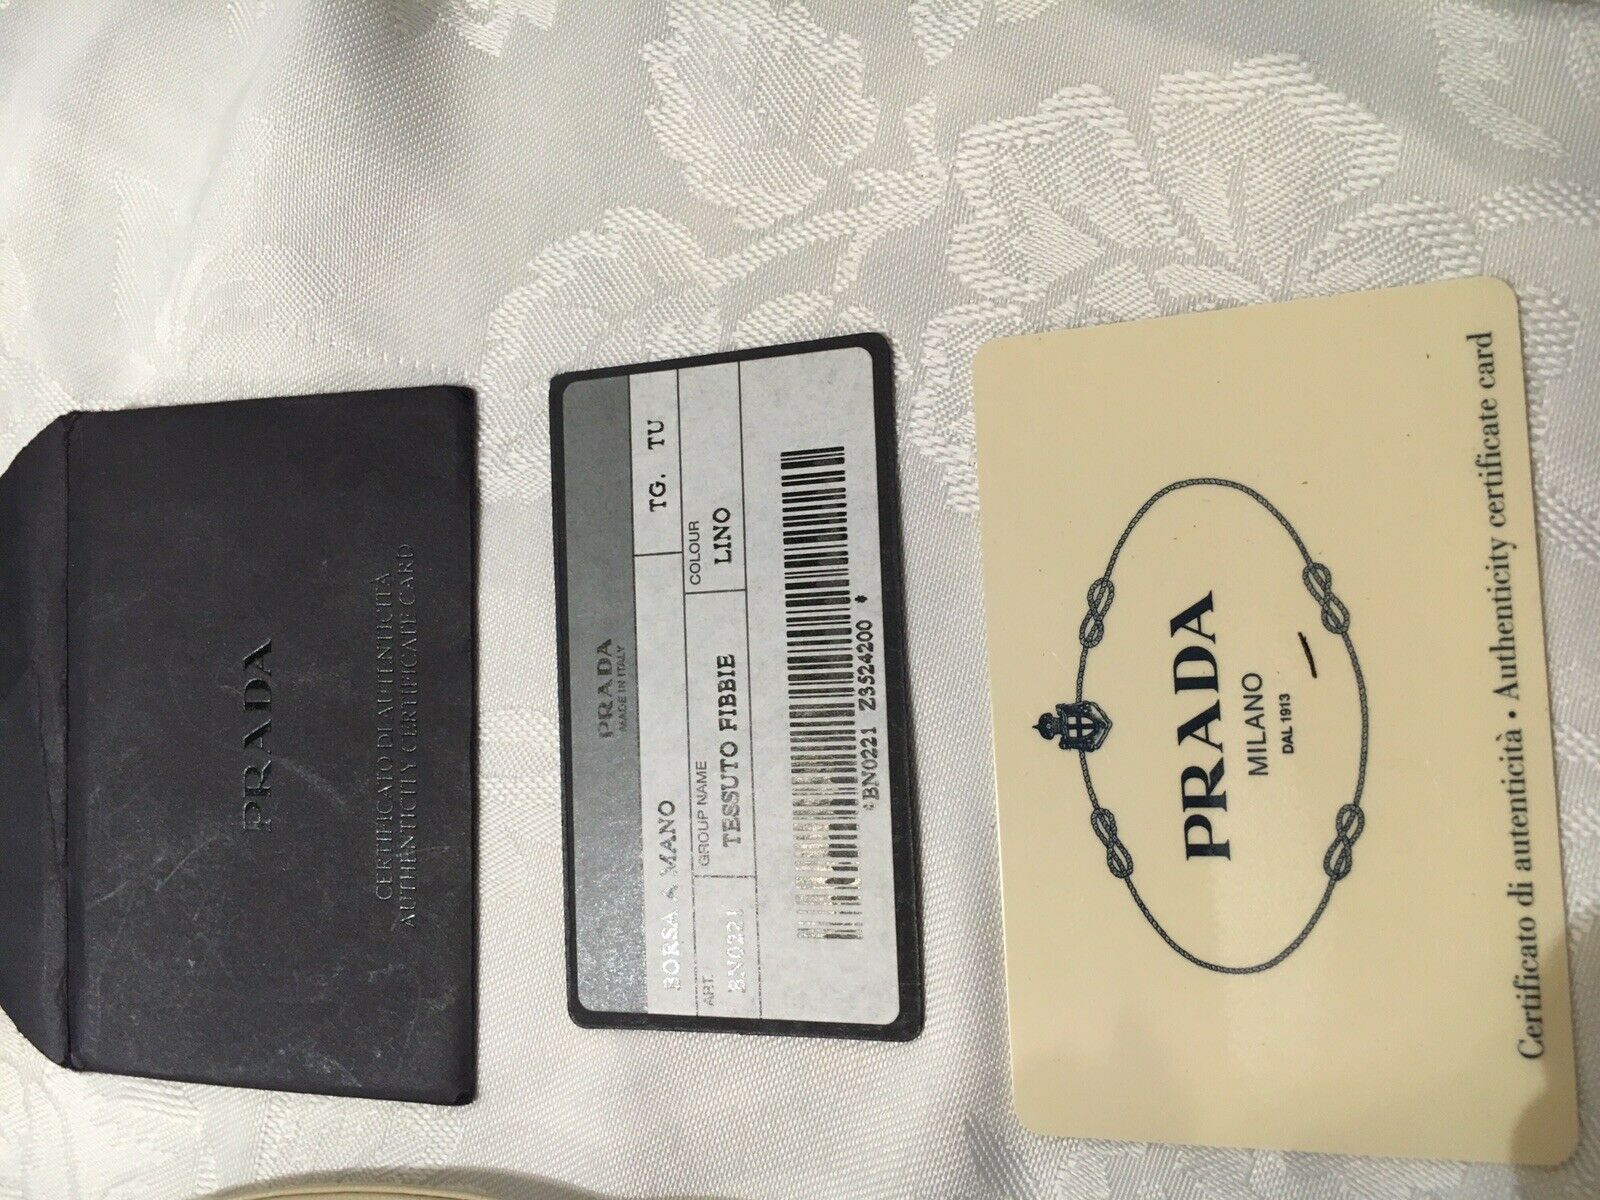 PRADA
CERTIFICATO DI AUTENTICITÀ
AUTHENTICITY CERTIFICATE CARD
PRADA
MADE IN ITALY
BORSA A MANO TG. TU
ART. GROUP NAME COLOUR
BN0221 TESSUTO FIBBIE LINO
*BN0221 Z3524200 *
PRADA
MILANO
DAL 1913
Certificato di autenticità • Authenticity certificate card